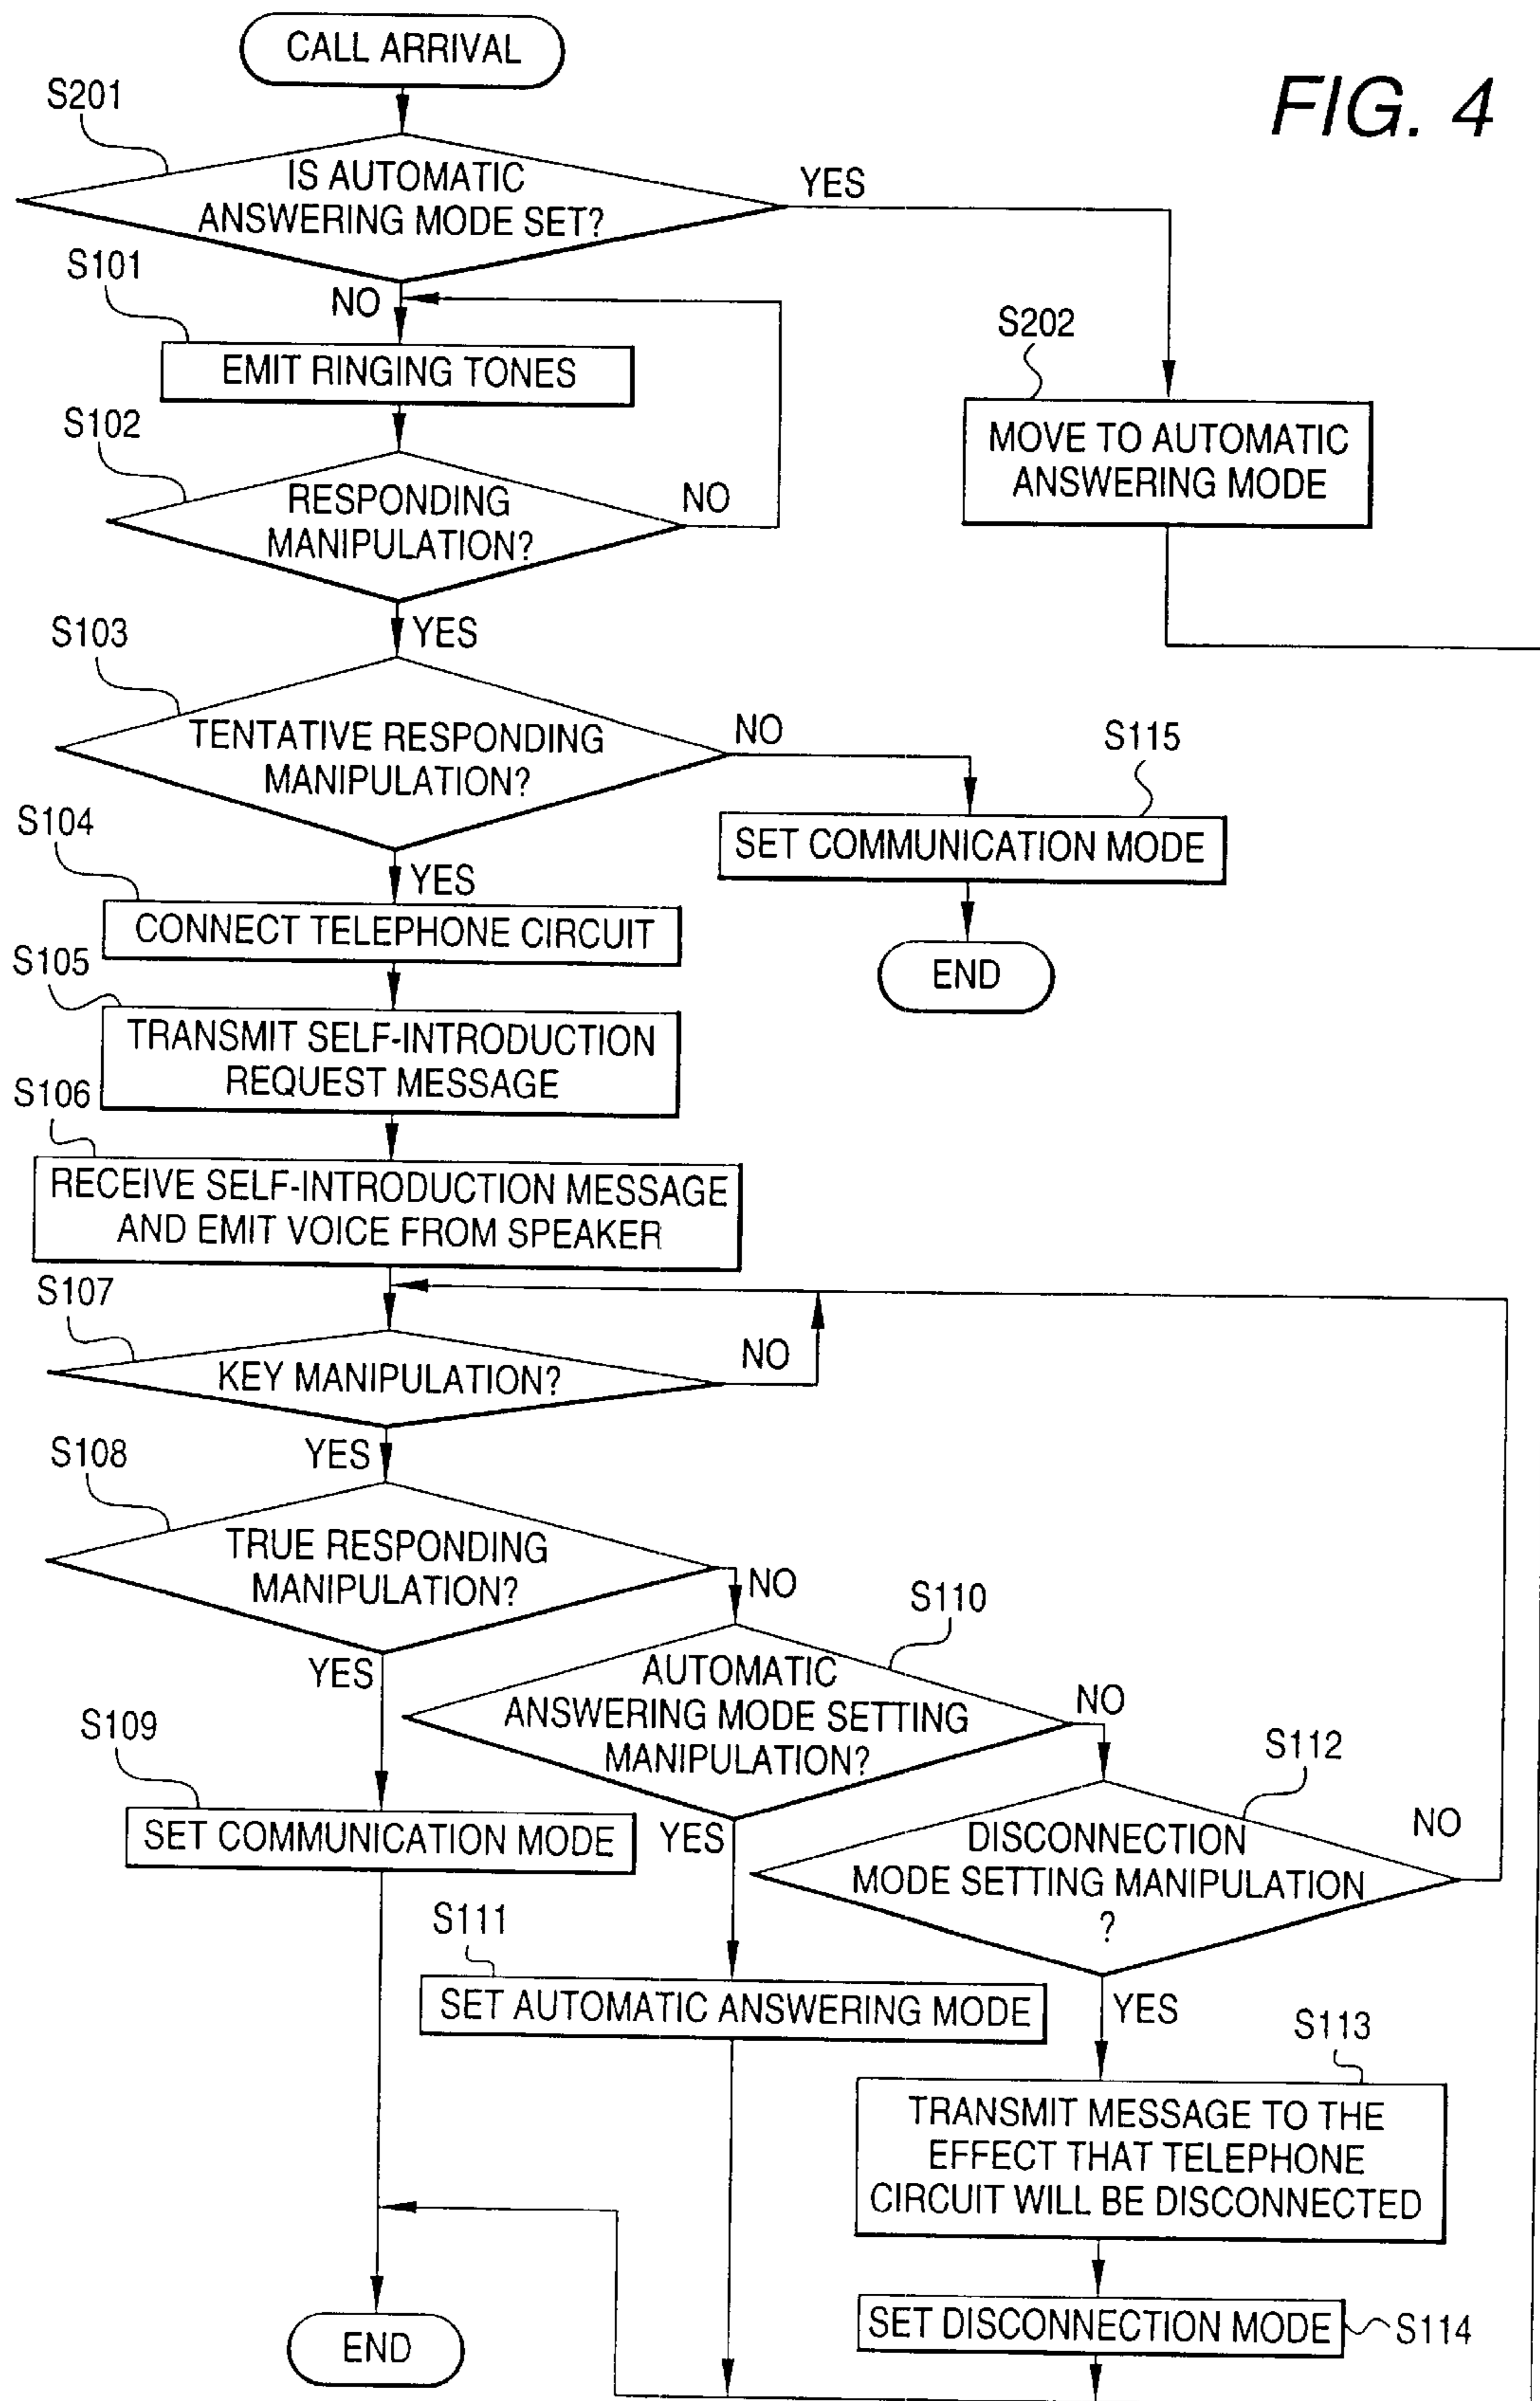 CALL ARRIVAL
FIG. 4
S201
IS AUTOMATIC
ANSWERING MODE SET?
YES
S101
NO
EMIT RINGING TONES
S202
MOVE TO AUTOMATIC
ANSWERING MODE
S102
RESPONDING
MANIPULATION?
NO
YES
S103
TENTATIVE RESPONDING
MANIPULATION?
NO
S115
SET COMMUNICATION MODE
END
S104
YES
CONNECT TELEPHONE CIRCUIT
S105
TRANSMIT SELF-INTRODUCTION
REQUEST MESSAGE
S106
RECEIVE SELF-INTRODUCTION MESSAGE
AND EMIT VOICE FROM SPEAKER
S107
KEY MANIPULATION?
NO
YES
S108
TRUE RESPONDING
MANIPULATION?
NO
YES
S110
AUTOMATIC
ANSWERING MODE SETTING
MANIPULATION?
NO
YES
S109
SET COMMUNICATION MODE
S112
DISCONNECTION
MODE SETTING MANIPULATION
?
NO
YES
S111
SET AUTOMATIC ANSWERING MODE
S113
TRANSMIT MESSAGE TO THE
EFFECT THAT TELEPHONE
CIRCUIT WILL BE DISCONNECTED
SET DISCONNECTION MODE
S114
END